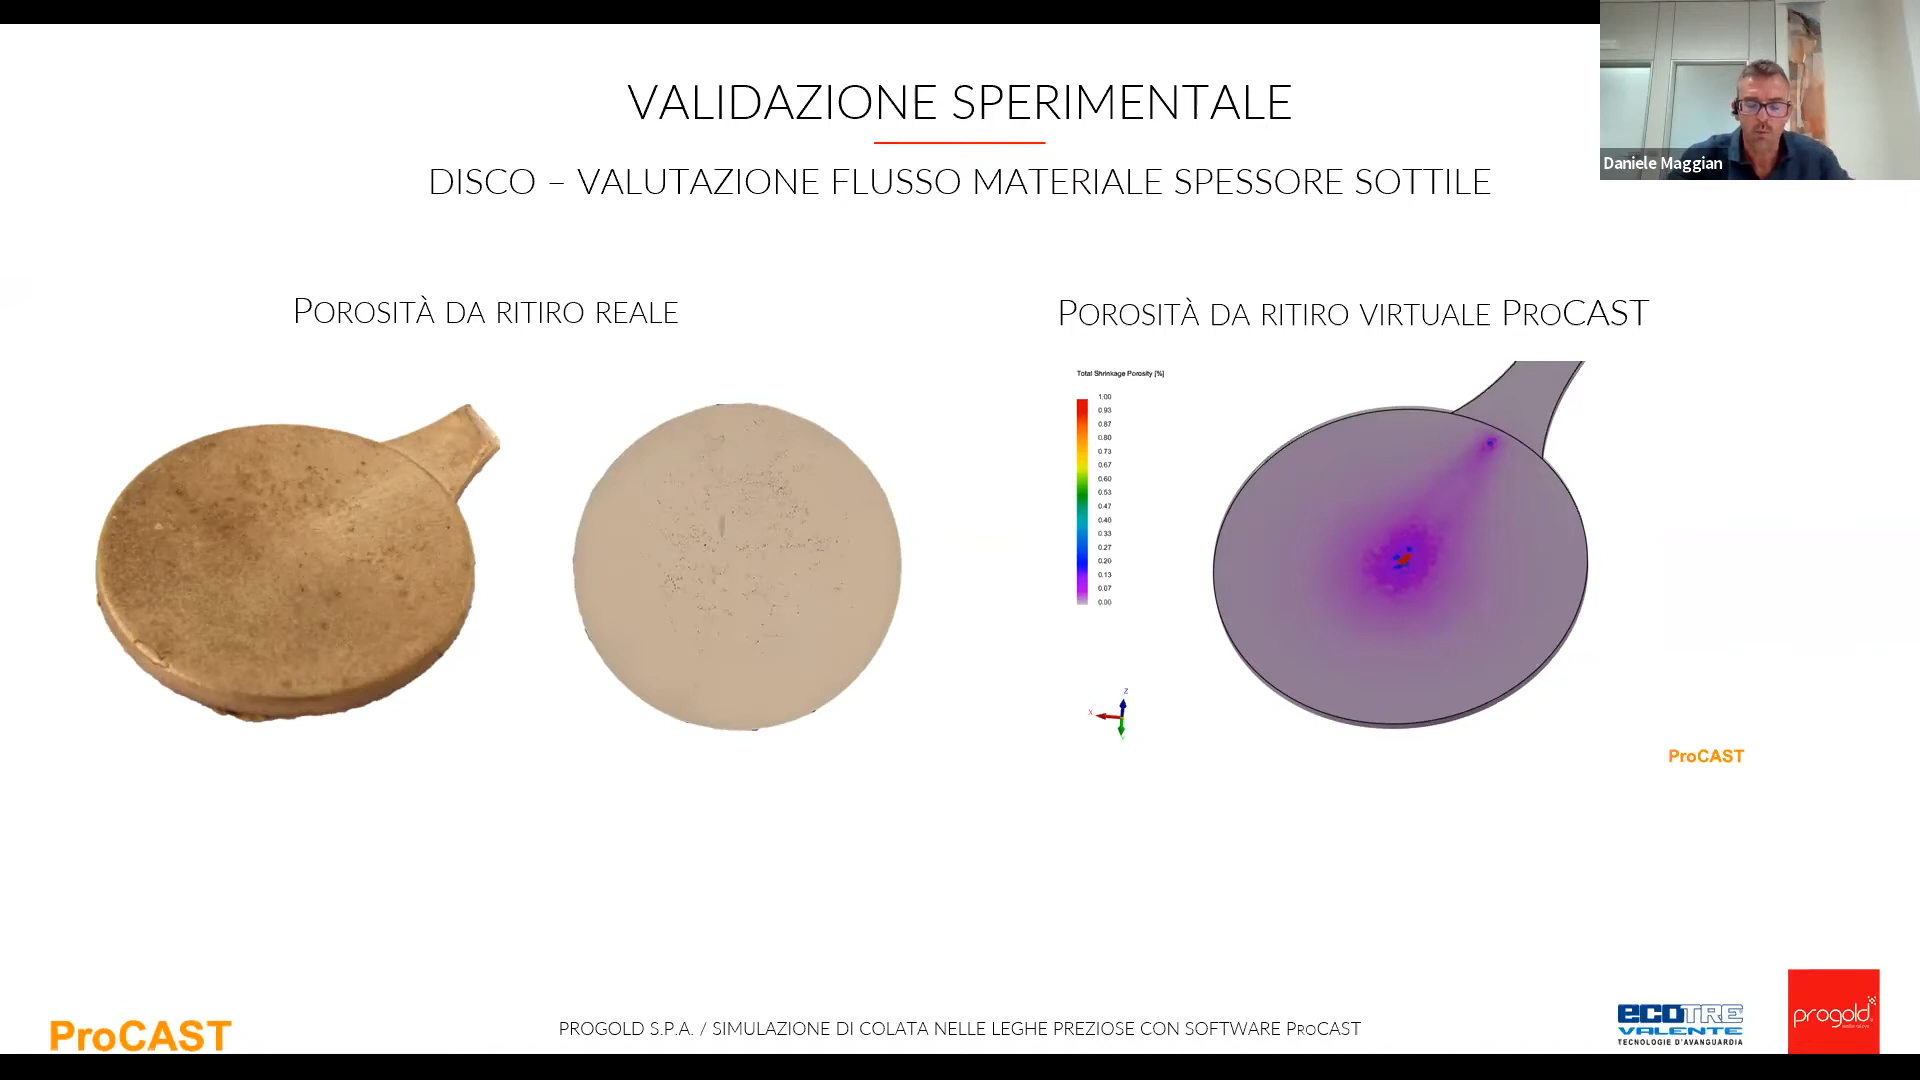 VALIDAZIONE SPERIMENTALE
DISCO – VALUTAZIONE FLUSSO MATERIALE SPESSORE SOTTILE
Daniele Maggian
POROSITÀ DA RITIRO REALE
POROSITÀ DA RITIRO VIRTUALE PROCAST
Total Shrinkage Porosity [%]
1.00
0.93
0.87
0.80
0.73
0.67
0.60
0.53
0.47
0.40
0.33
0.27
0.20
0.13
0.07
0.00
Z
X
Y
ProCAST
ProCAST
PROGOLD S.P.A. / SIMULAZIONE DI COLATA NELLE LEGHE PREZIOSE CON SOFTWARE PROCAST
ECOTRE
VALENTE
TECNOLOGIE D'AVANGUARDIA
progold